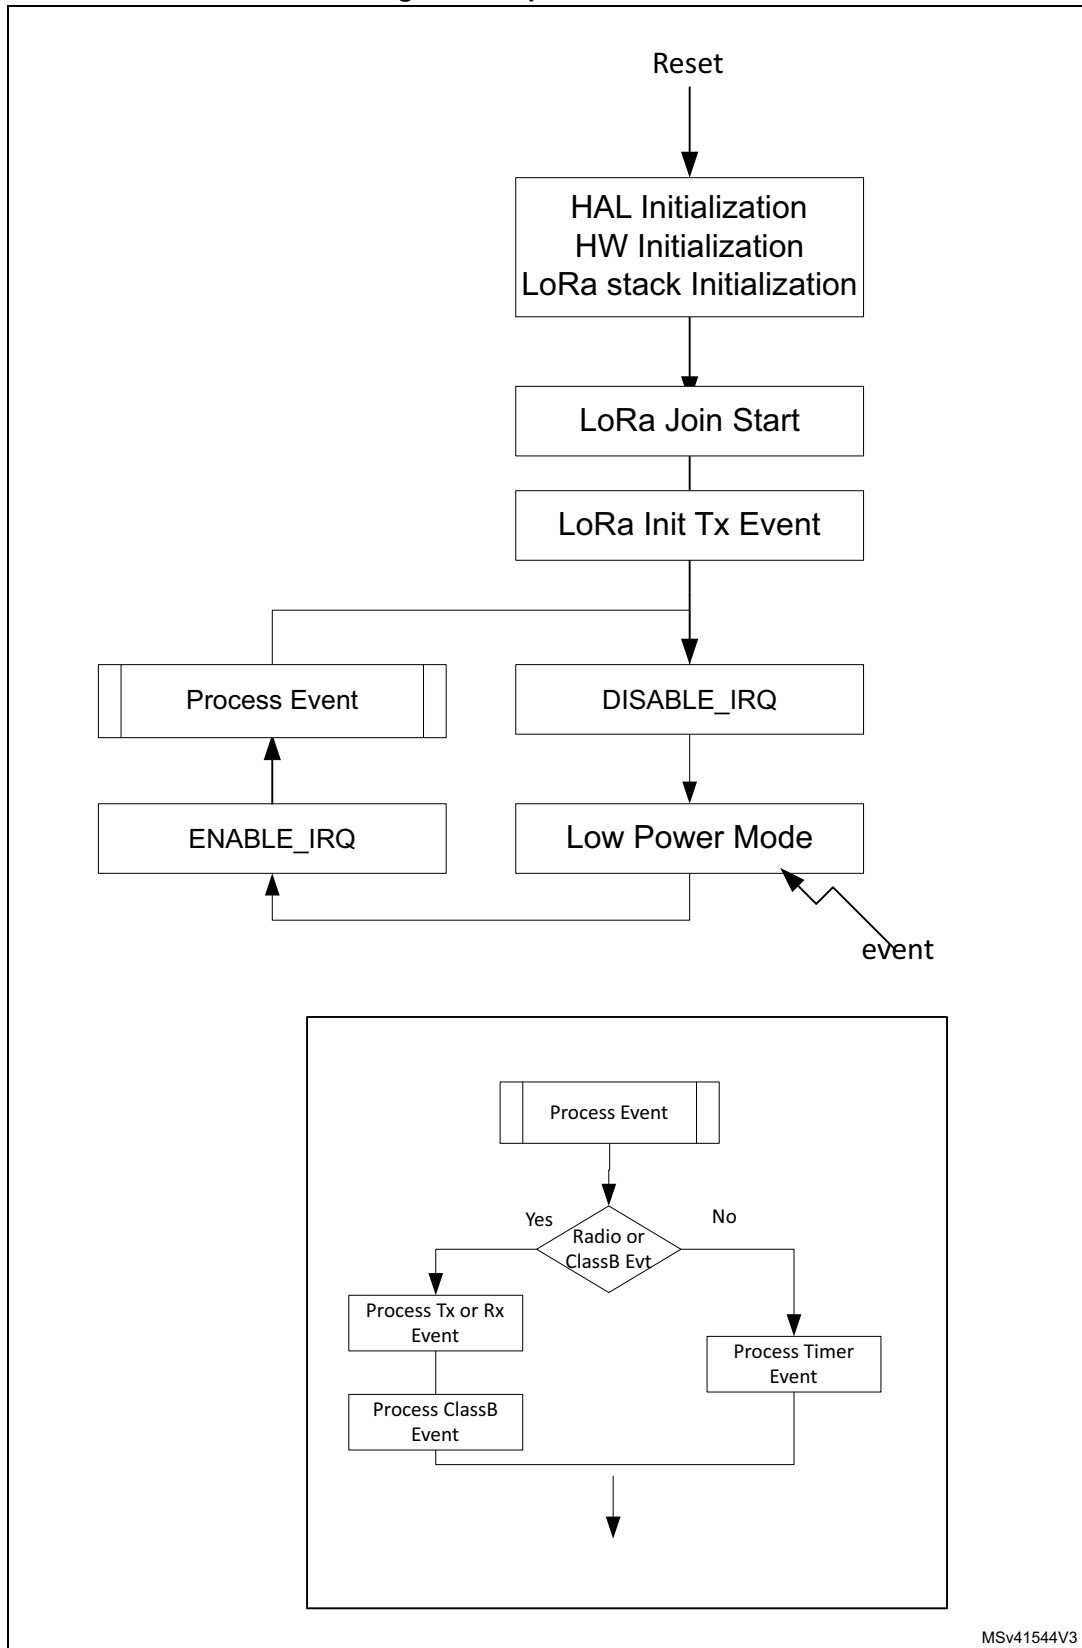 Reset
HAL Initialization
HW Initialization
LoRa stack Initialization
LoRa Join Start
LoRa Init Tx Event
Process Event
DISABLE_IRQ
ENABLE_IRQ
Low Power Mode
event
Process Event
Yes
No
Radio or
ClassB Evt
Process Tx or Rx
Event
Process Timer
Event
Process ClassB
Event
MSv41544V3